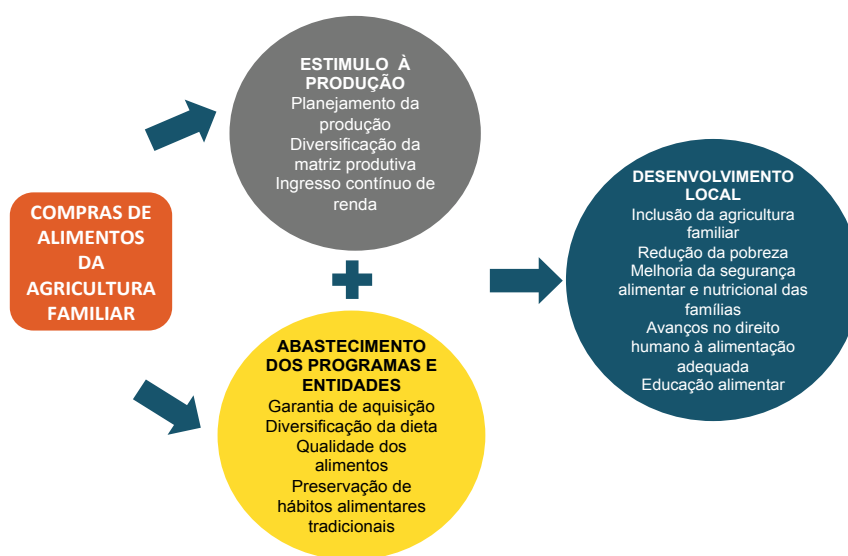 COMPRAS DE
ALIMENTOS
DA
AGRICULTURA
FAMILIAR
ESTIMULO À
PRODUÇÃO
Planejamento da
produção
Diversificação da
matriz produtiva
Ingresso contínuo de
renda
ABASTECIMENTO
DOS PROGRAMAS E
ENTIDADES
Garantia de aquisição
Diversificação da dieta
Qualidade dos
alimentos
Preservação de
hábitos alimentares
tradicionais
DESENVOLVIMENTO
LOCAL
Inclusão da agricultura
familiar
Redução da pobreza
Melhoria da segurança
alimentar e nutricional das
famílias
Avanços no direito
humano à alimentação
adequada
Educação alimentar